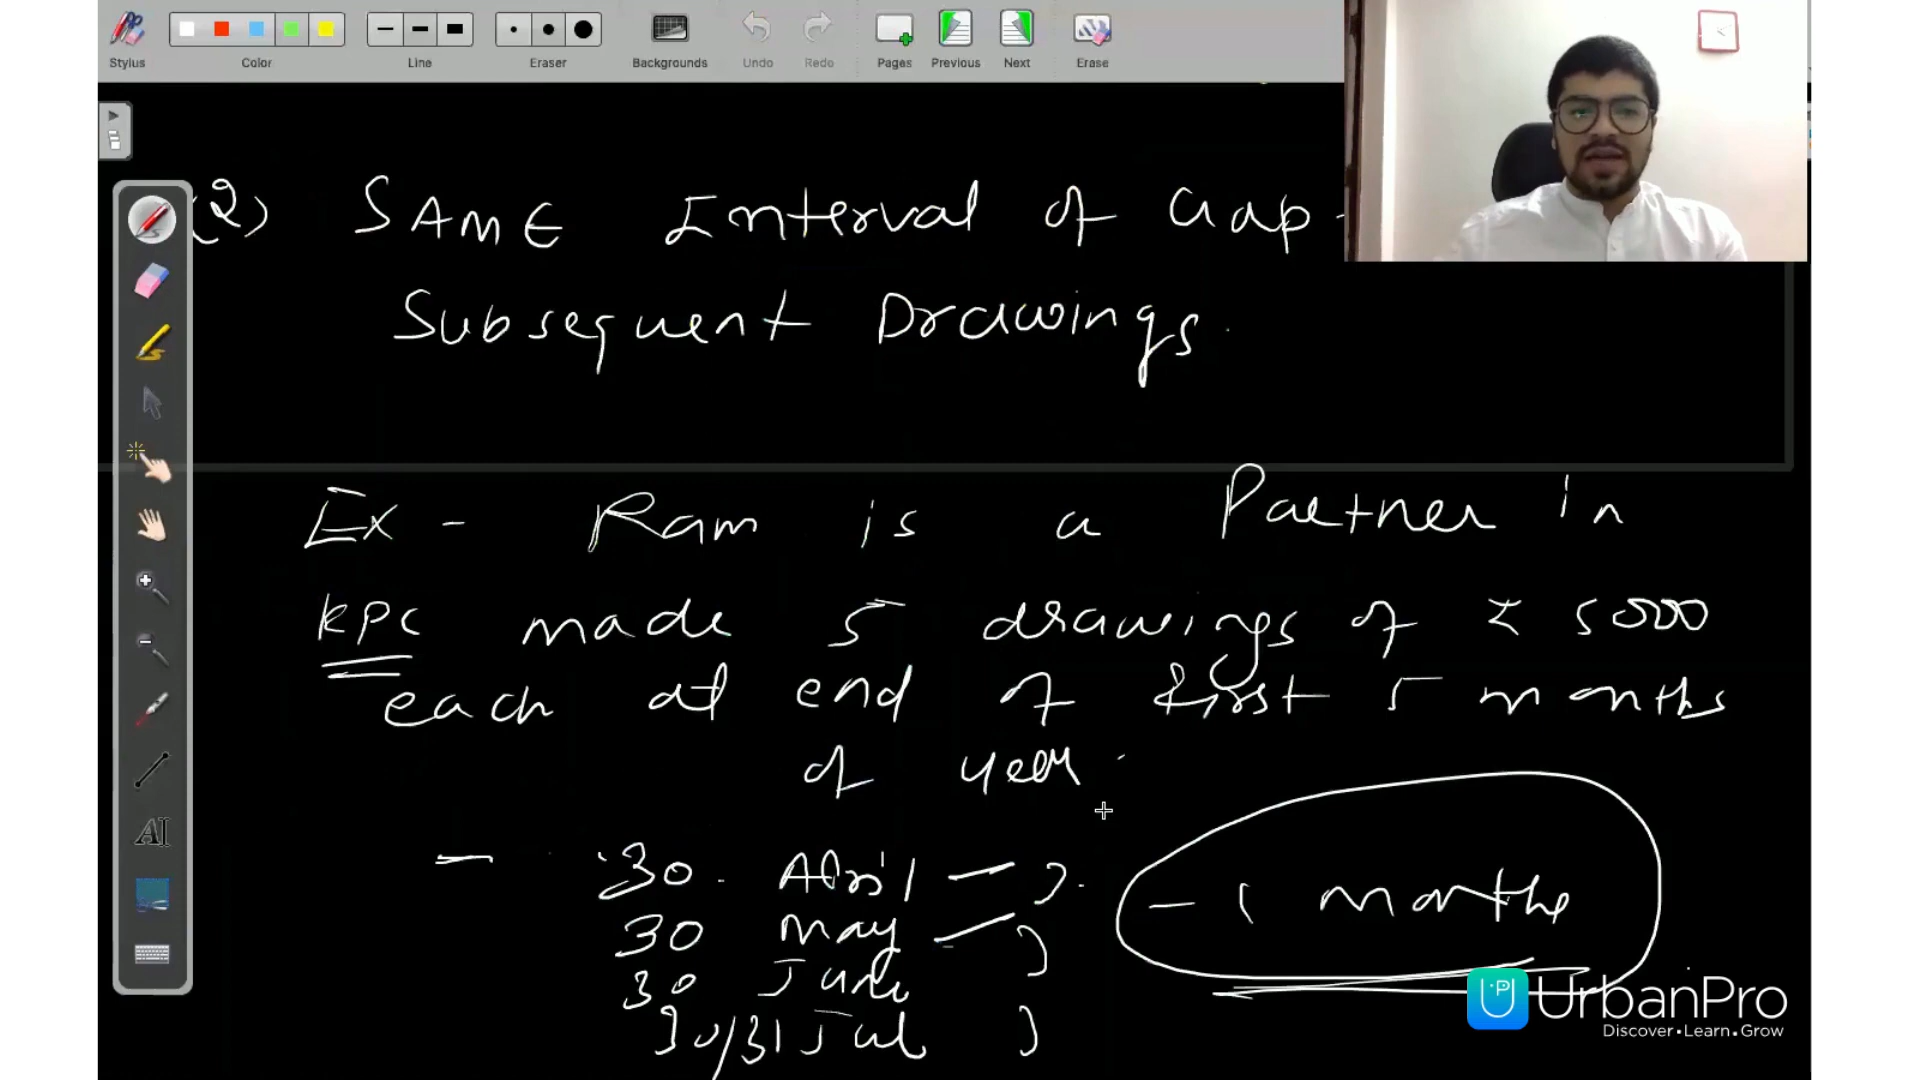 Stylus Color Line Eraser Backgrounds Undo Redo Pages Previous Next Erase
(2) SAME Interval of Gap -
Subsequent Drawings.
Ex - Ram is a Partner in
KPC made 5 drawings of ₹ 5000
each at end of first 5 months
of year.
- 30 April -
- 1 months
30 May -
30 June
30/31 Jul
AI
UrbanPro
Discover•Learn•Grow